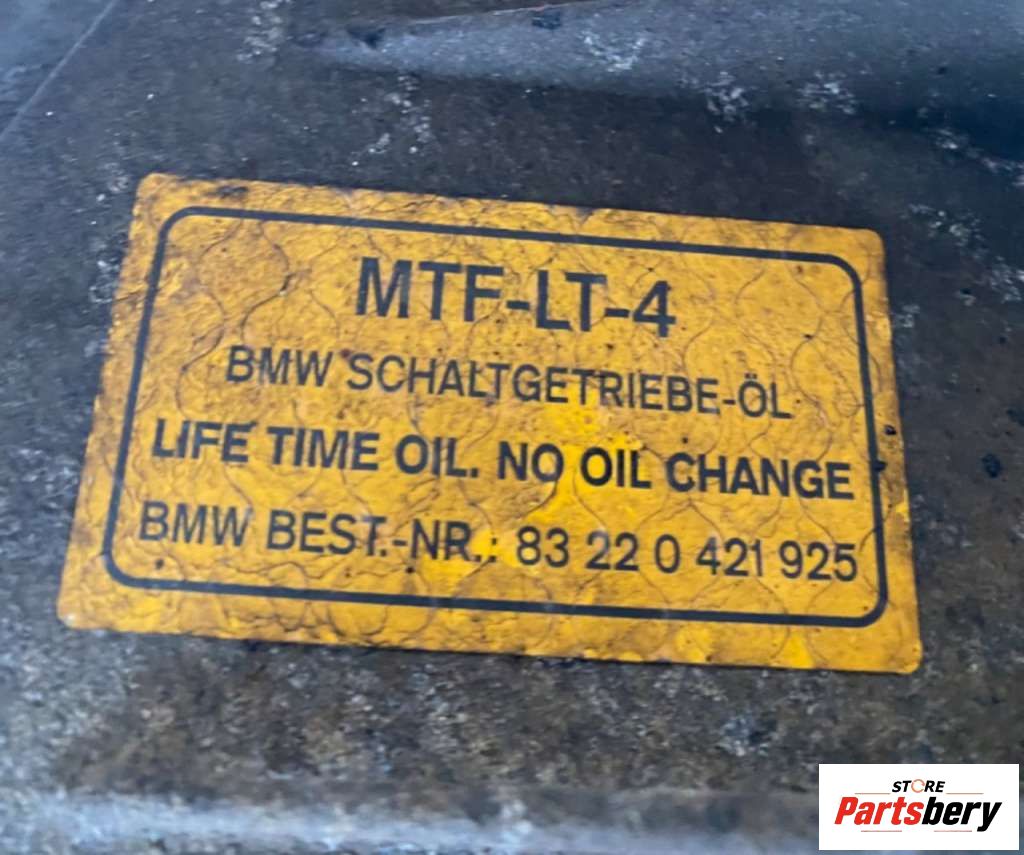 MTF-LT-4
BMW SCHALTGETRIEBE-ÖL
LIFE TIME OIL. NO OIL CHANGE
BMW BEST.-NR.: 83 22 0 421 925
STORE
Partsbery